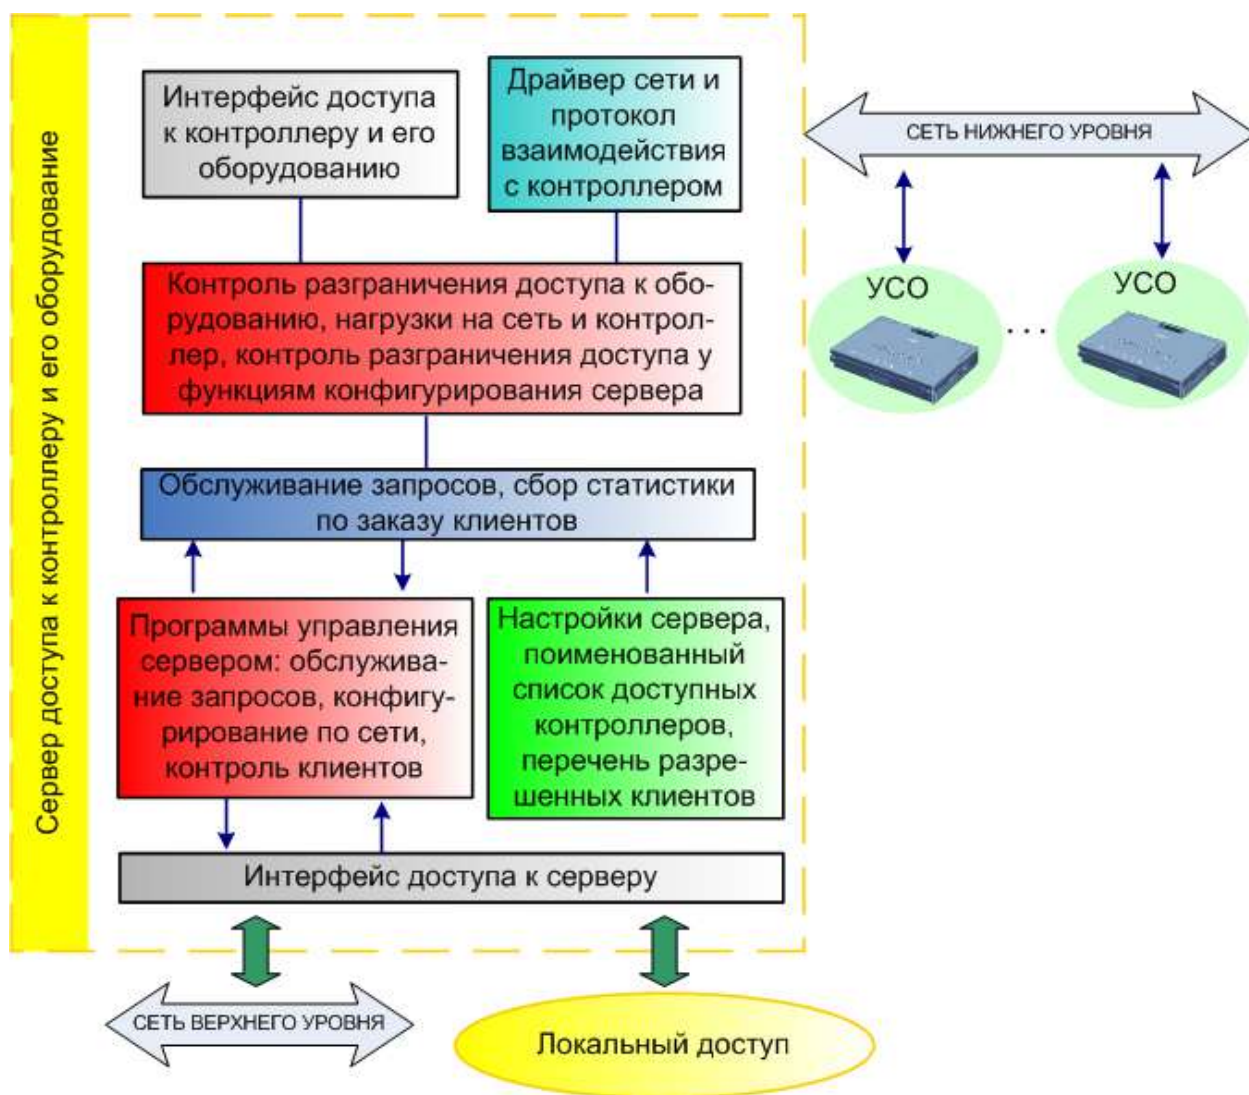 Сервер доступа к контроллеру и его оборудование
Интерфейс доступа
к контроллеру и его
оборудованию
Драйвер сети и
протокол
взаимодействия
с контроллером
СЕТЬ НИЖНЕГО УРОВНЯ
УСО
...
УСО
Контроль разграничения доступа к обо-
рудованию, нагрузки на сеть и контрол-
лер, контроль разграничения доступа у
функциям конфигурирования сервера
Обслуживание запросов, сбор статистики
по заказу клиентов
Программы управления
сервером: обслужива-
ние запросов, конфигу-
рирование по сети,
контроль клиентов
Настройки сервера,
поименованный
список доступных
контроллеров,
перечень разре-
шенных клиентов
Интерфейс доступа к серверу
СЕТЬ ВЕРХНЕГО УРОВНЯ
Локальный доступ